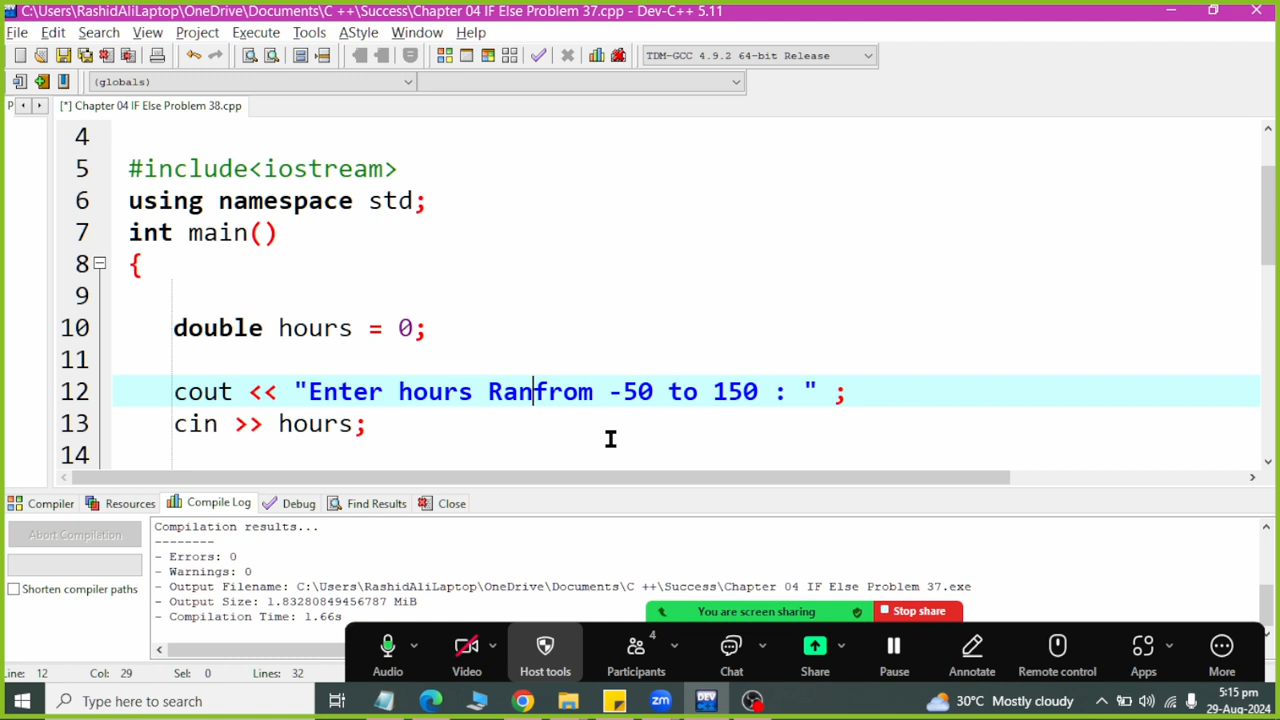 C:\Users\RashidAliLaptop\OneDrive\Documents\C ++\Success\Chapter 04 IF Else Problem 37.cpp - Dev-C++ 5.11
File Edit Search View Project Execute Tools AStyle Window Help
TDM-GCC 4.9.2 64-bit Release
(globals)
P
[*] Chapter 04 IF Else Problem 38.cpp
4
5 #include<iostream>
6 using namespace std;
7 int main()
8 {
9
10 double hours = 0;
11
12 cout << "Enter hours Ranfrom -50 to 150 : " ;
13 cin >> hours;
14
Compiler Resources Compile Log Debug Find Results Close
Abort Compilation
Shorten compiler paths
Compilation results...
--------
- Errors: 0
- Warnings: 0
- Output Filename: C:\Users\RashidAliLaptop\OneDrive\Documents\C ++\Success\Chapter 04 IF Else Problem 37.exe
- Output Size: 1.83280849456787 MiB
- Compilation Time: 1.66s
You are screen sharing Stop share
4
Audio Video Host tools Participants Chat Share Pause Annotate Remote control Apps More
Line: 12 Col: 29 Sel: 0 Lines: 32
Type here to search
zm
DEV
30°C Mostly cloudy
5:15 pm
29-Aug-2024